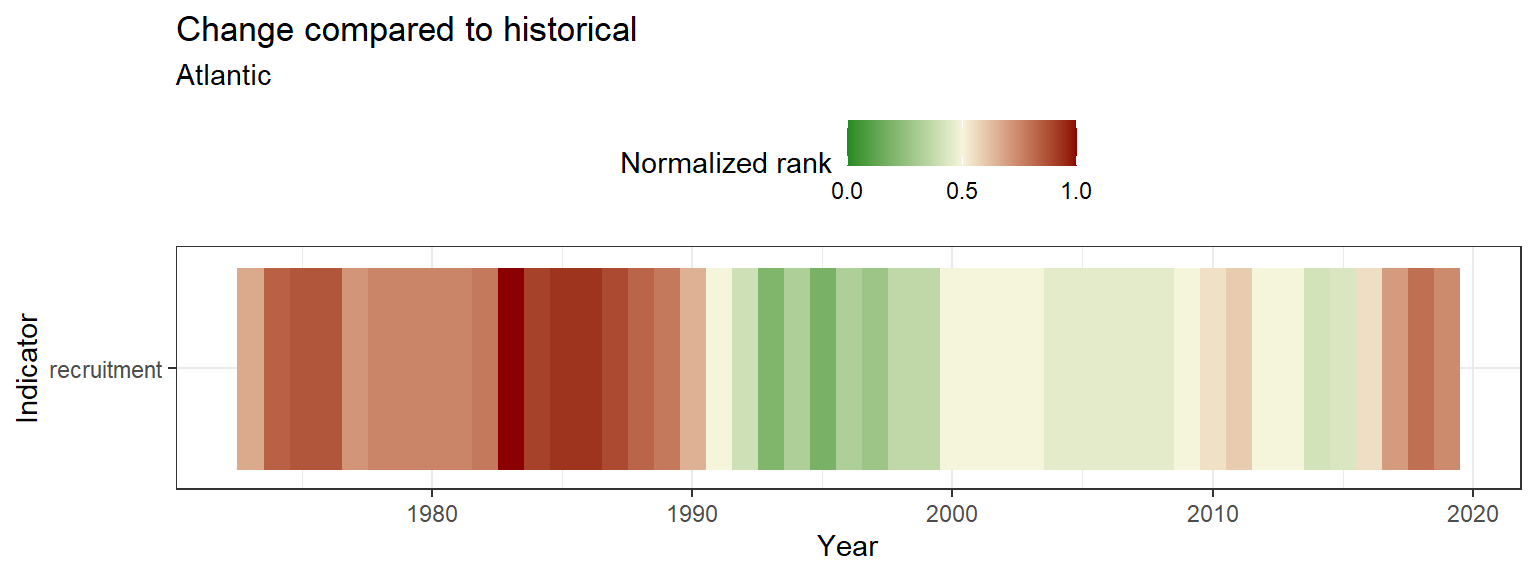 Change compared to historical
Atlantic
Normalized rank
0.0 0.5 1.0
Indicator
recruitment
1980 1990 2000 2010 2020
Year